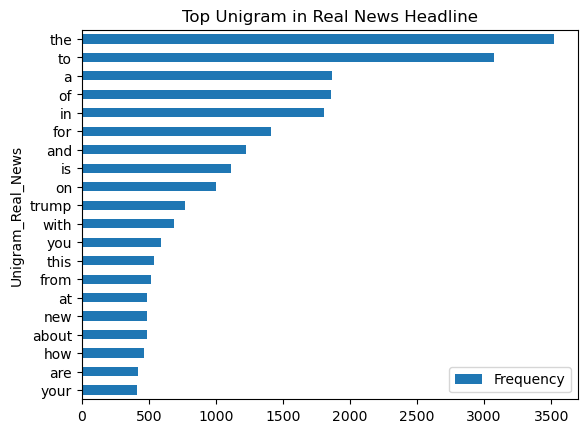 Top Unigram in Real News Headline
Unigram_Real_News
the
to
a
of
in
for
and
is
on
trump
with
you
this
from
at
new
about
how
are
your
Frequency
0 500 1000 1500 2000 2500 3000 3500